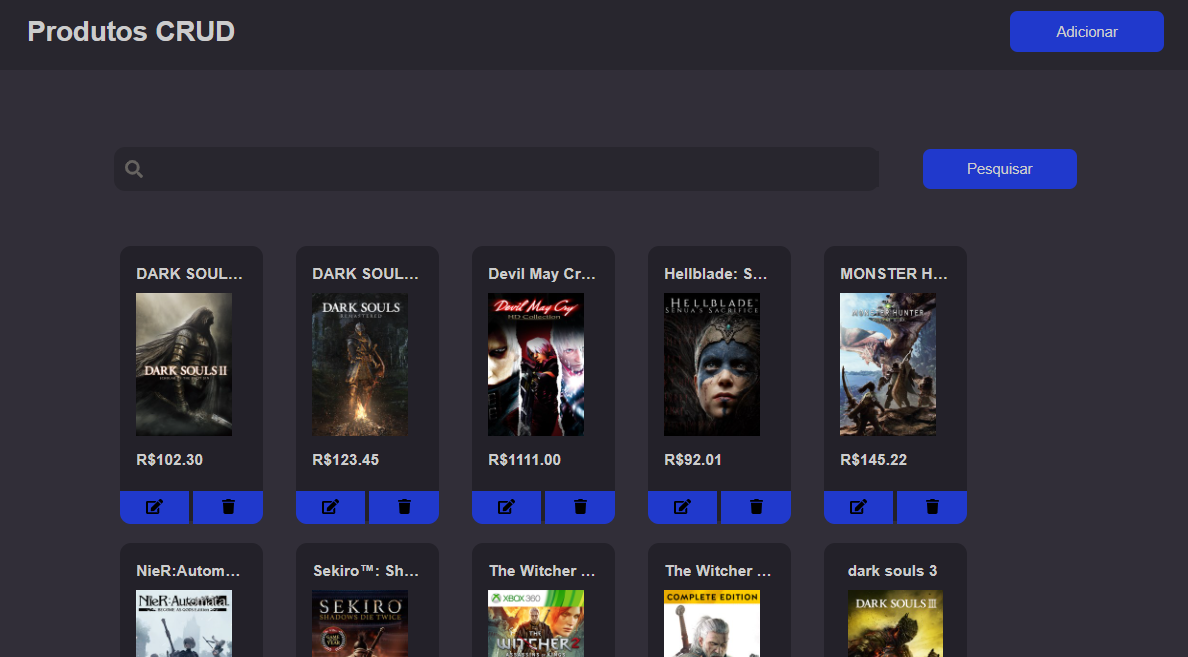 Produtos CRUD
Adicionar
Pesquisar
DARK SOUL...
DARK SOUL...
Devil May Cr...
Hellblade: S...
MONSTER H...
DARK SOULS II
DARK SOULS
REMASTERED
Devil May Cry
HD Collection
HELLBLADE
SENUA'S SACRIFICE
MONSTER HUNTER
R$102.30
R$123.45
R$1111.00
R$92.01
R$145.22
NieR:Autom...
Sekiro™: Sh...
The Witcher ...
The Witcher ...
dark souls 3
NieR:Automata
SEKIRO
SHADOWS DIE TWICE
XBOX 360
THE
WITCHER 2
ASSASSINS OF KINGS
COMPLETE EDITION
DARK SOULS III